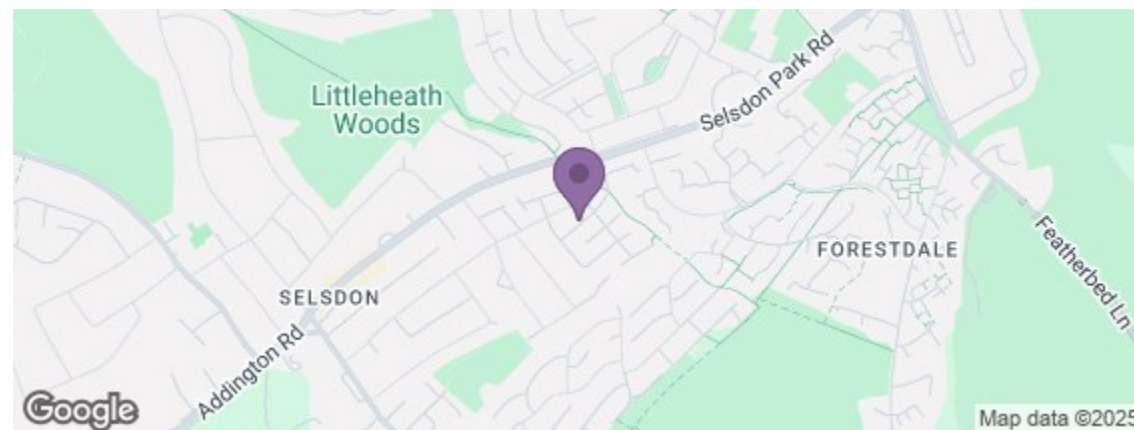 Selsdon Park Rd
Littleheath
Woods
FORESTDALE
Featherbed Ln
SELSDON
Addington Rd
Google
Map data ©2025